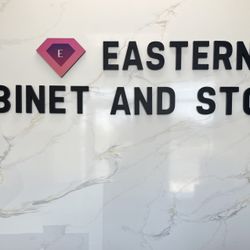 E EASTERN
BINET AND STO